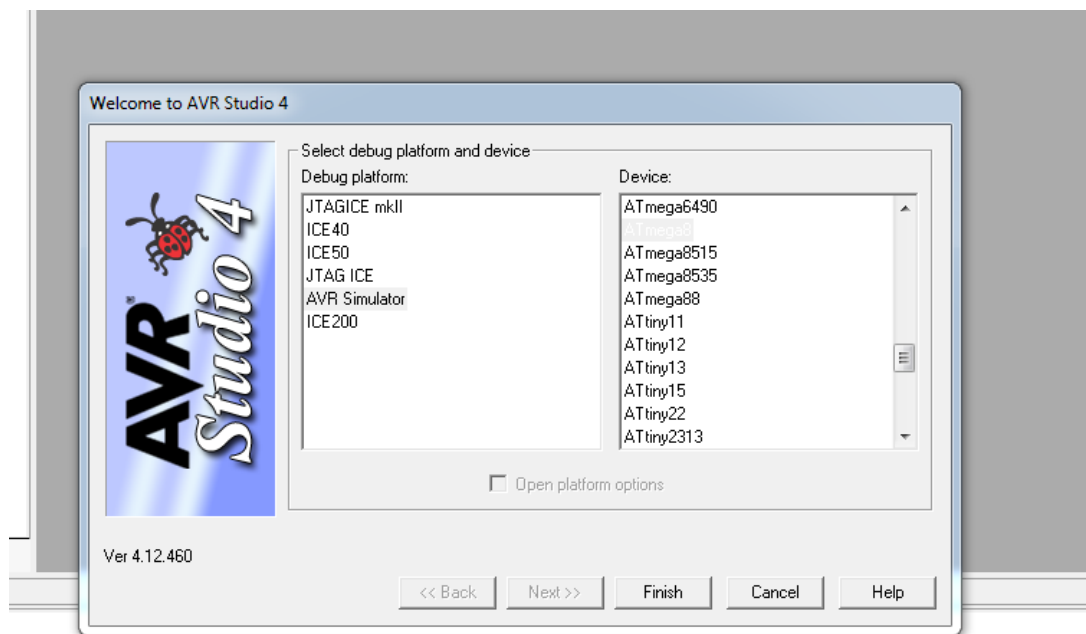 Welcome to AVR Studio 4
AVR Studio 4
Select debug platform and device
Debug platform:
JTAGICE mkII
ICE40
ICE50
JTAG ICE
AVR Simulator
ICE200
Device:
ATmega6490
ATmega8
ATmega8515
ATmega8535
ATmega88
ATtiny11
ATtiny12
ATtiny13
ATtiny15
ATtiny22
ATtiny2313
Open platform options
Ver 4.12.460
<< Back
Next >>
Finish
Cancel
Help